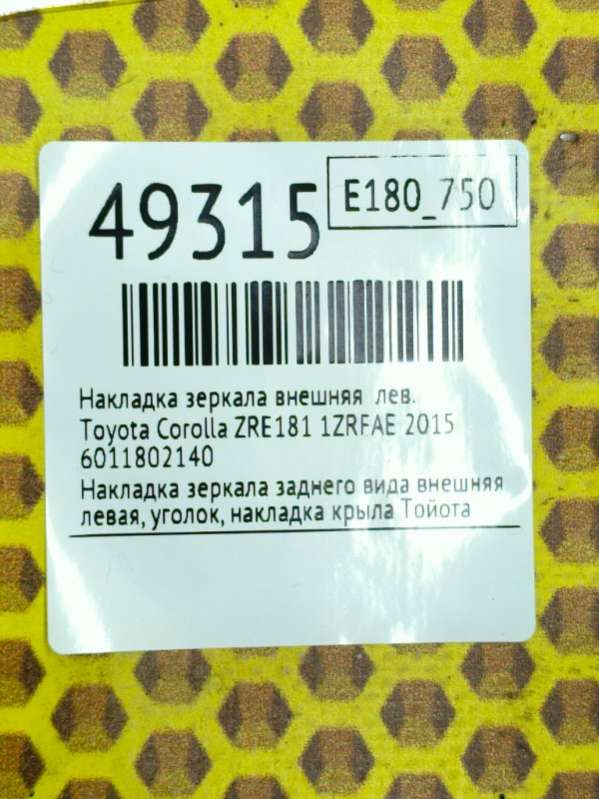 49315
E180_750
Накладка зеркала внешняя лев.
Toyota Corolla ZRE181 1ZRFAE 2015
6011802140
Накладка зеркала заднего вида внешняя
левая, уголок, накладка крыла Тойота